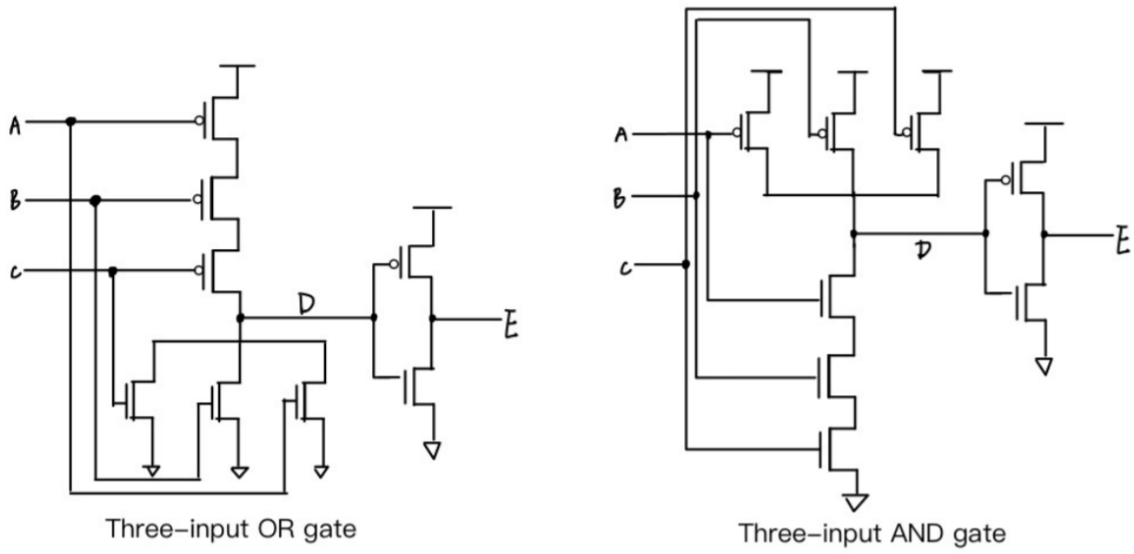 A
B
C
D
E
Three-input OR gate
A
B
C
D
E
Three-input AND gate